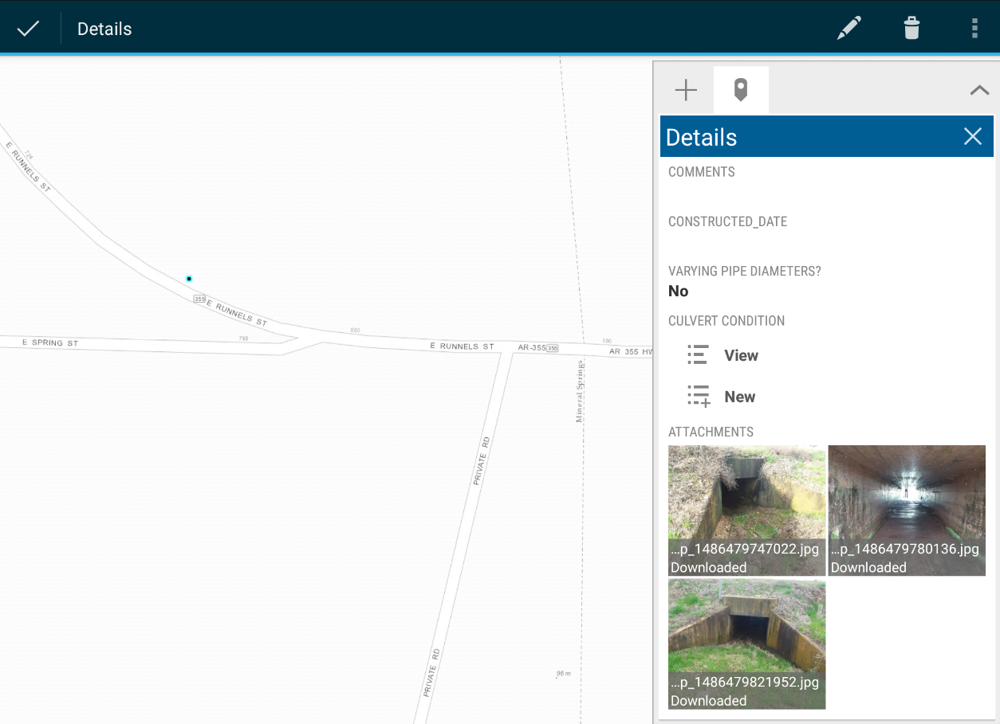 Details
E RUNNELS ST
724
355
E RUNNELS ST
E SPRING ST
798
800
E RUNNELS ST
AR-355
355
100
AR 355 HW
Mineral Springs
PRIVATE RD
PRIVATE RD
96 m
Details
COMMENTS
CONSTRUCTED_DATE
VARYING PIPE DIAMETERS?
No
CULVERT CONDITION
View
New
ATTACHMENTS
...p_1486479747022.jpg
Downloaded
...p_1486479780136.jpg
Downloaded
...p_1486479821952.jpg
Downloaded